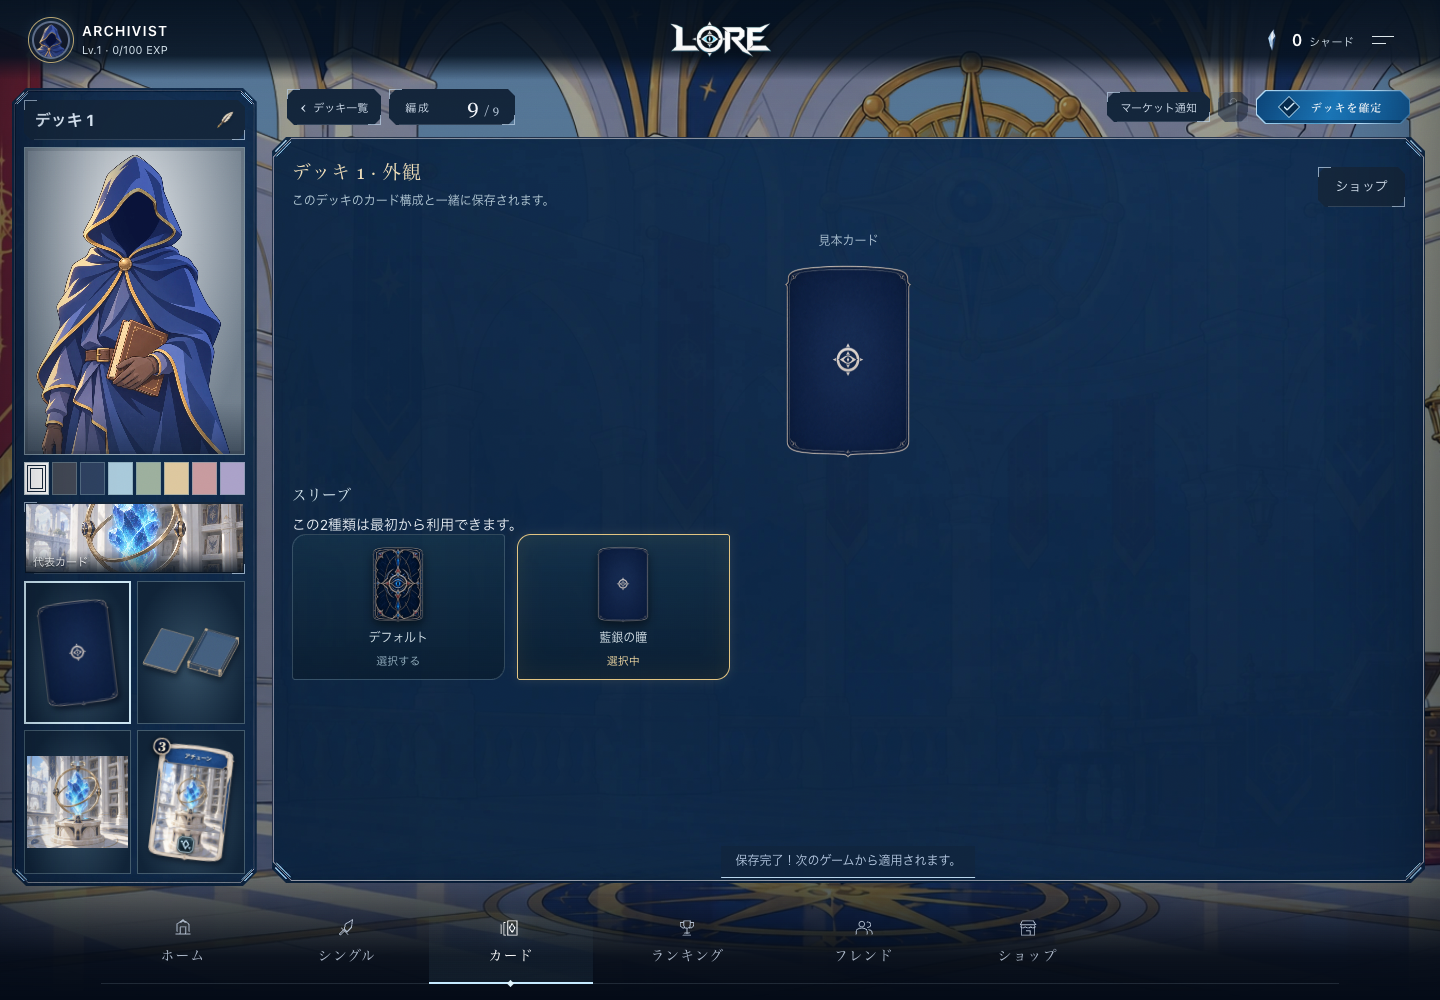 ARCHIVIST
Lv.1 · 0/100 EXP
LORE
0 シャード
デッキ 1
デッキ一覧
編成 9 / 9
マーケット通知
デッキを確定
デッキ 1 · 外観
このデッキのカード構成と一緒に保存されます。
ショップ
見本カード
スリーブ
この2種類は最初から利用できます。
デフォルト
選択する
藍銀の瞳
選択中
代表カード
3
アチューン
保存完了！次のゲームから適用されます。
ホーム
シングル
カード
ランキング
フレンド
ショップ